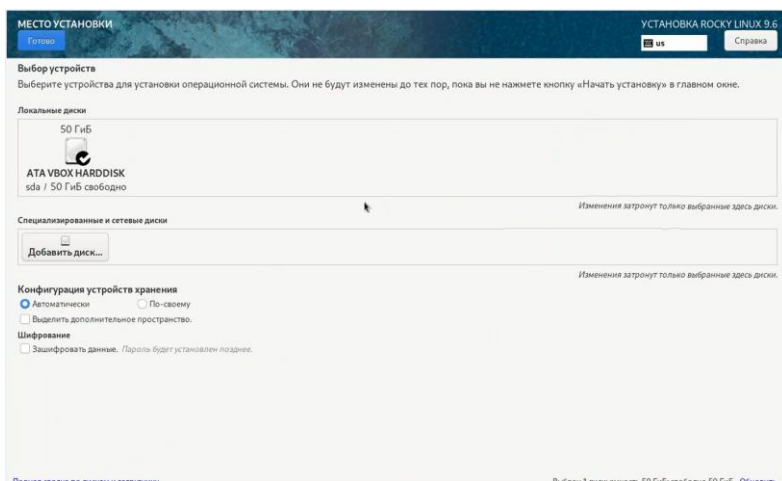 МЕСТО УСТАНОВКИ
УСТАНОВКА ROCKY LINUX 9.6
Готово
us
Справка
Выбор устройств
Выберите устройства для установки операционной системы. Они не будут изменены до тех пор, пока вы не нажмете кнопку «Начать установку» в главном окне.
Локальные диски
50 ГиБ
ATA VBOX HARDDISK
sda / 50 ГиБ свободно
Изменения затронут только выбранные здесь диски.
Специализированные и сетевые диски
Добавить диск...
Изменения затронут только выбранные здесь диски.
Конфигурация устройств хранения
Автоматически
По-своему
Выделить дополнительное пространство.
Шифрование
Зашифровать данные. Пароль будет установлен позднее.